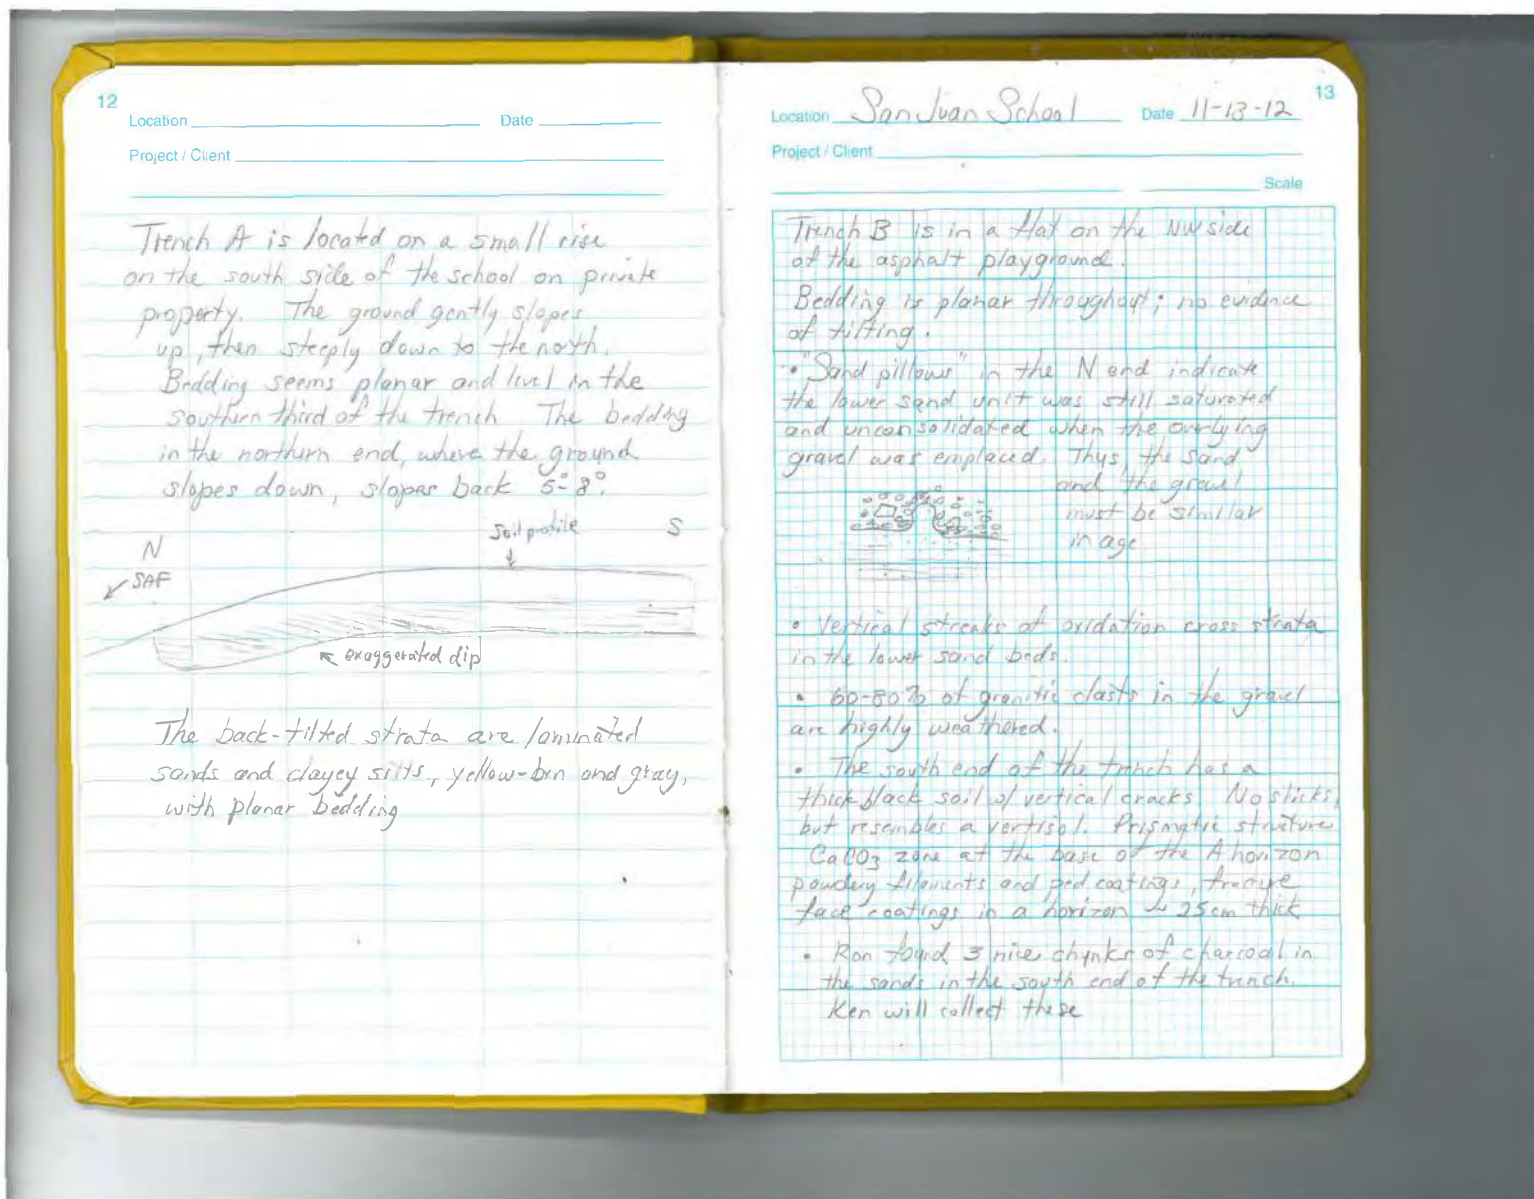 12
Location Date
Project / Client
Trench A is located on a small rise
on the south side of the school on private
property. The ground gently slopes
up, then steeply down to the north.
Bedding seems planar and level in the
southern third of the trench The bedding
in the northern end, where the ground
slopes down, slopes back 5°-8°.
N
SAF
Soil profile
S
exaggerated dip
The back-tilted strata are laminated
sands and clayey silts, yellow-brn and gray,
with planar bedding
13
Location San Juan School Date 11-13-12
Project / Client
Scale
Trench B is in a flat on the NW side
of the asphalt playground.
Bedding is planar throughout; no evidence
of tilting.
• "Sand pillows" in the N end indicate
the lower sand unit was still saturated
and unconsolidated when the overlying
gravel was emplaced. Thus, the sand
and the gravel
must be similar
in age
• Vertical streaks of oxidation cross strata
in the lower sand beds.
• 60-80% of granitic clasts in the gravel
are highly weathered.
• The south end of the trench has a
thick black soil w/ vertical cracks No slicks,
but resembles a vertisol. Prismatic structure
CaCO3 zone at the base of the A horizon
powdery filaments and ped coatings, fracture
face coatings in a horizon ~ 25cm thick
• Ron found 3 nice chunks of charcoal in
the sands in the south end of the trench.
Ken will collect these